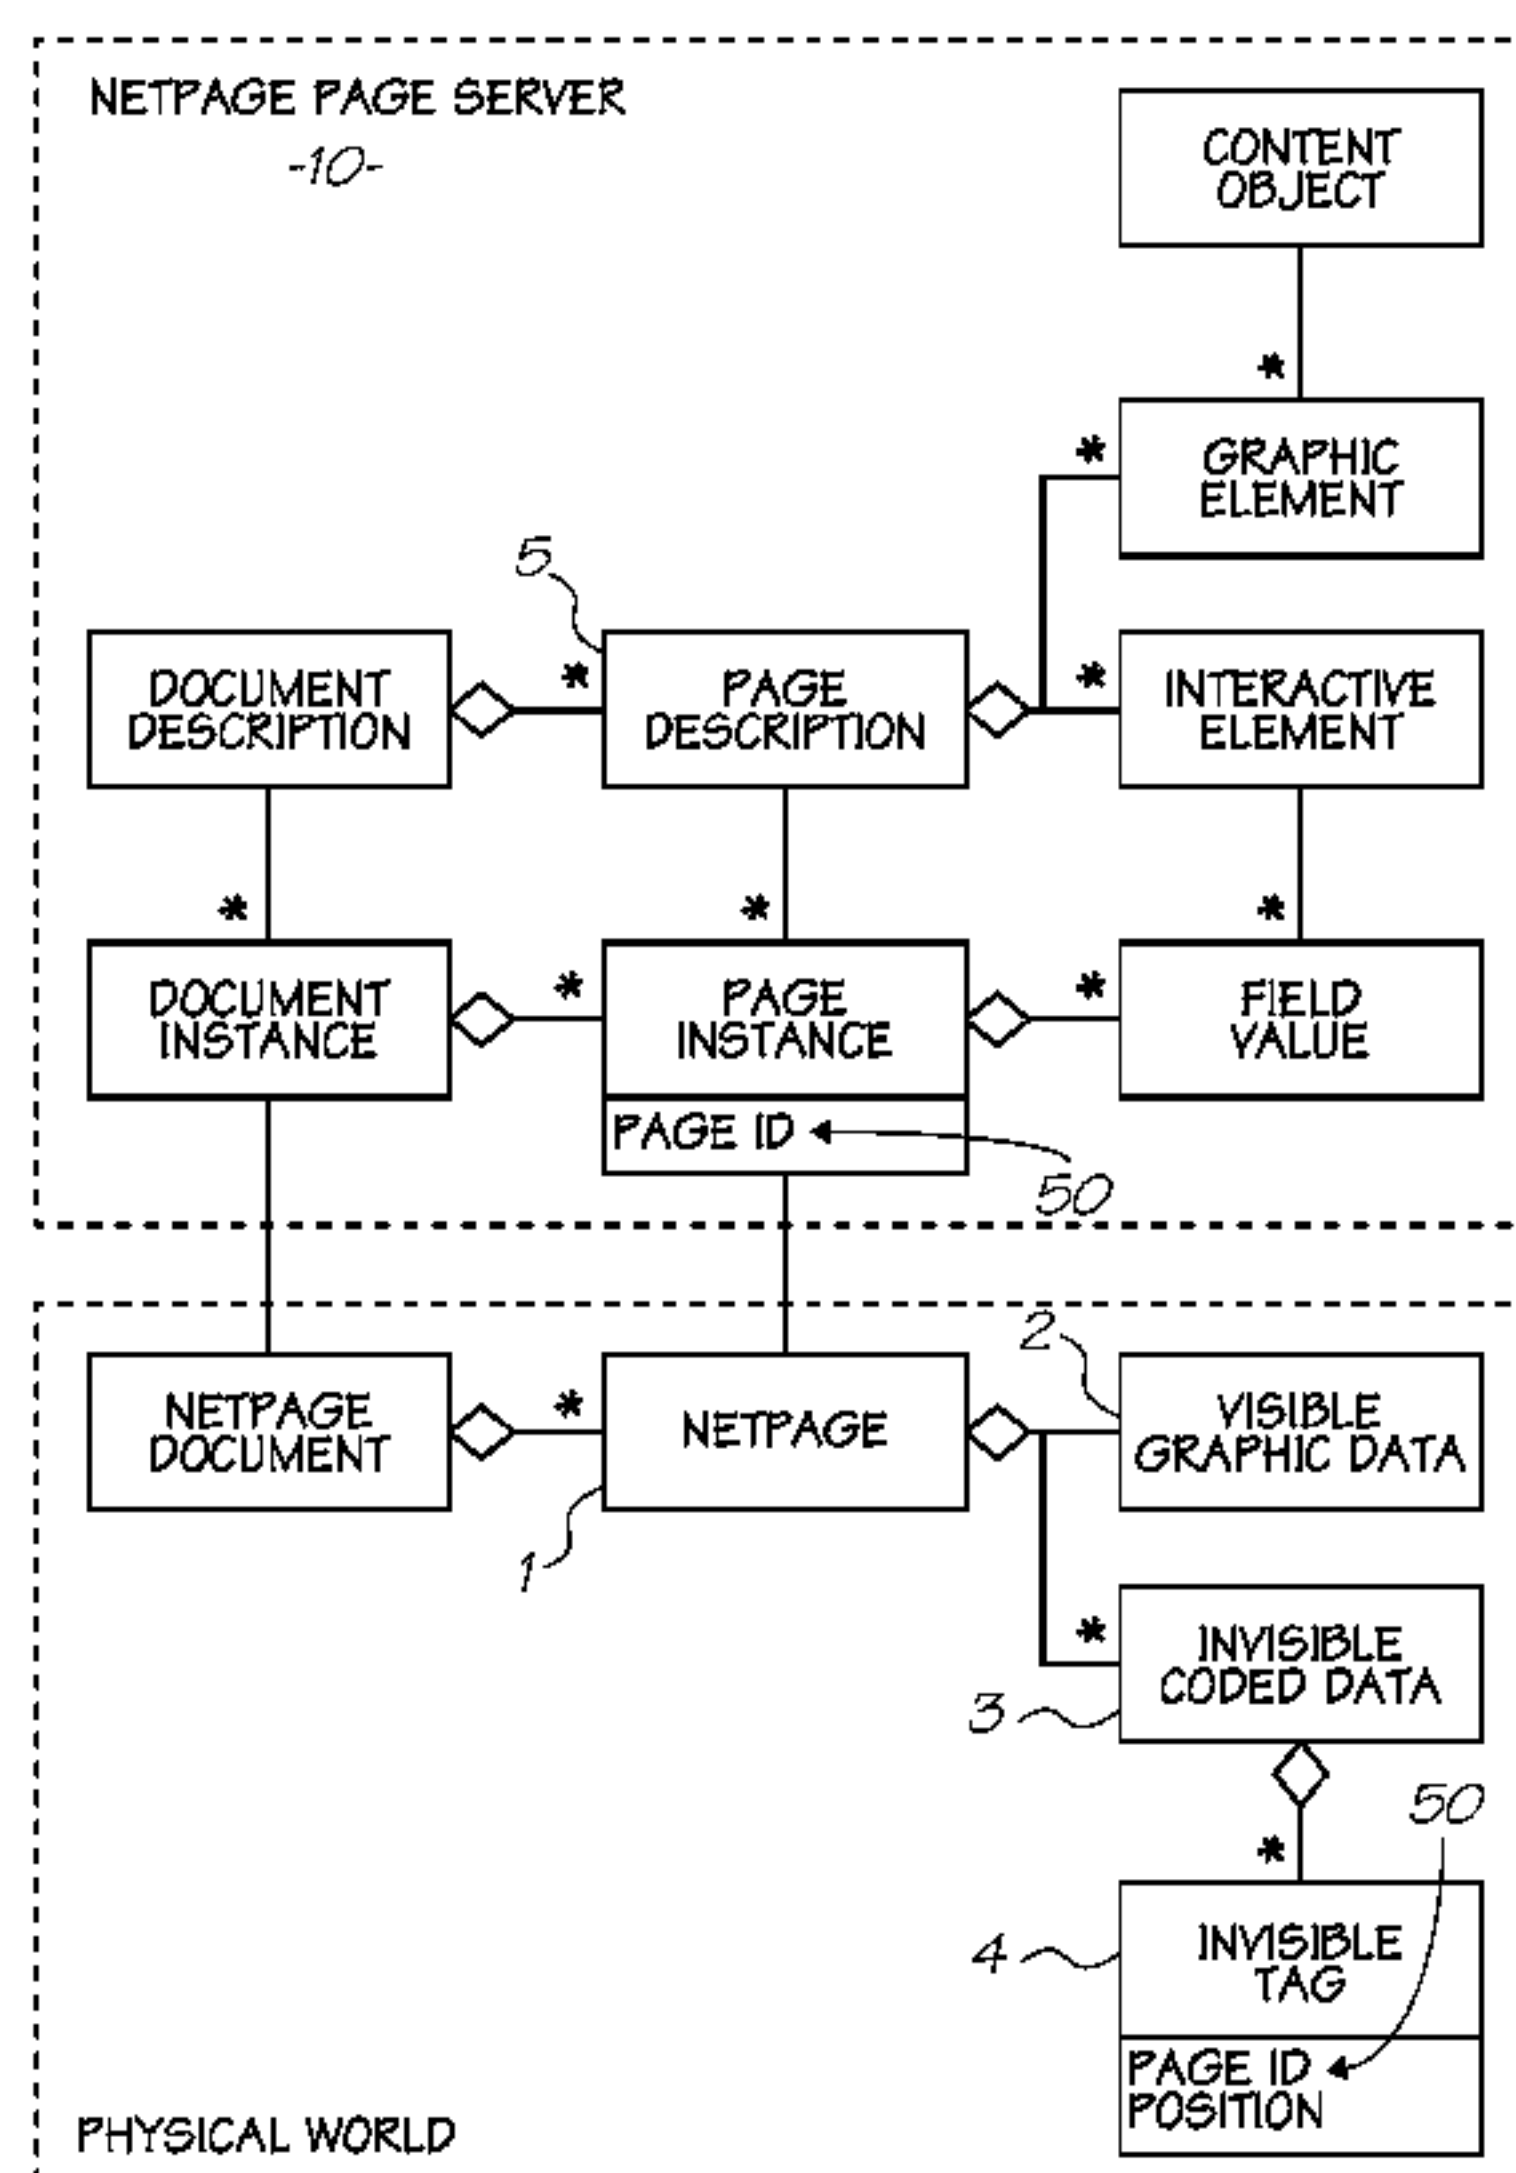 NETPAGE PAGE SERVER
-10-
CONTENT
OBJECT
*
*
GRAPHIC
ELEMENT
5
DOCUMENT
DESCRIPTION
*
PAGE
DESCRIPTION
*
INTERACTIVE
ELEMENT
*
*
*
DOCUMENT
INSTANCE
*
PAGE
INSTANCE
*
FIELD
VALUE
PAGE ID
50
2
NETPAGE
DOCUMENT
*
NETPAGE
VISIBLE
GRAPHIC DATA
1
*
INVISIBLE
CODED DATA
3
50
*
4
INVISIBLE
TAG
PAGE ID
POSITION
PHYSICAL WORLD